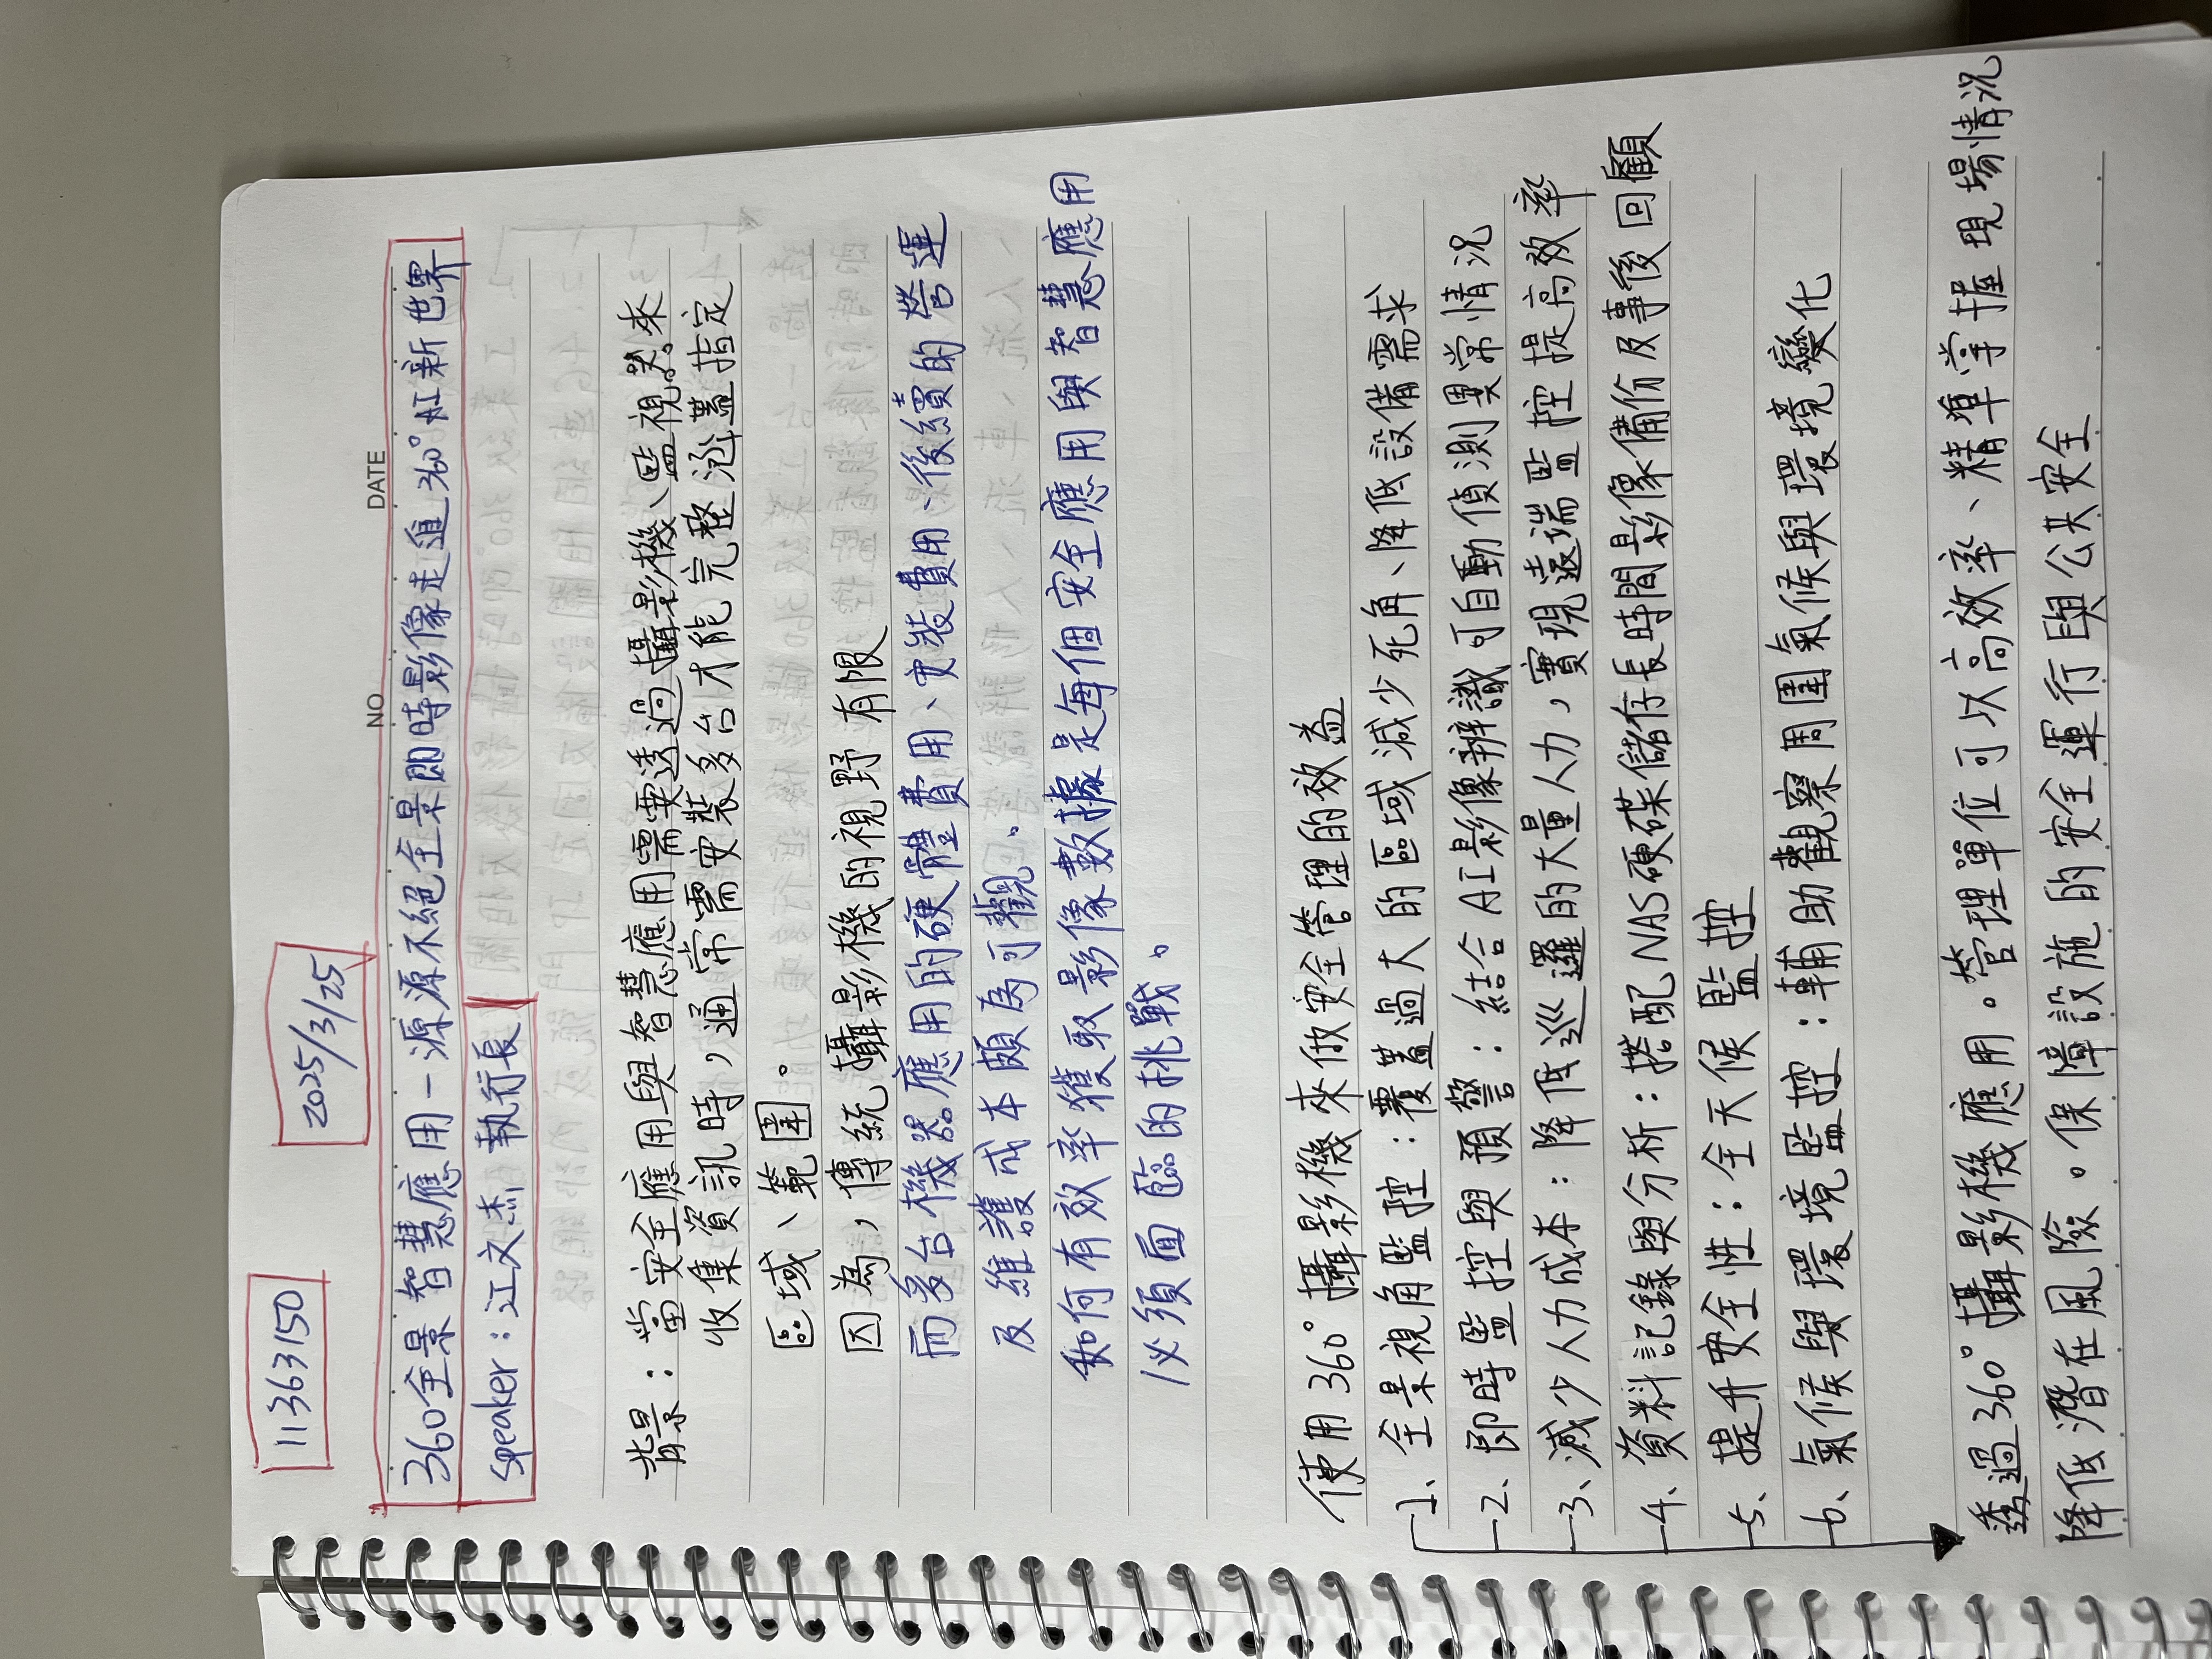 11363150
2025/3/25
NO DATE
360全景智慧應用－源源不絕全景即時影像走進360°AI新世界
speaker：江文杰 執行長
背景：當安全應用與智慧應用需要透過攝影機、監視器來
收集資訊時，通常需安裝多台才能完整涵蓋指定
區域、範圍。
因為，傳統攝影機的視野有限
而多台機器應用的硬體費用、安裝費用、後續的營運
及維護成本頗為可觀。
如何有效率獲取影像數據是每個安全應用與智慧應用
必須面臨的挑戰。
使用360°攝影機來做安全管理的效益
1、全景視角監控：覆蓋過大的區域減少死角、降低設備需求
2、即時監控與預警：結合AI影像辨識可自動偵測異常情況
3、減少人力成本：降低巡邏的大量人力，實現遠端監控提高效率
4、資料記錄與分析：搭配NAS硬碟儲存長時間影像備份及事後回顧
5、提升安全性：全天候監控
6、氣候與環境監控：輔助觀察周圍氣候與環境變化
透過360°攝影機應用。管理單位可以高效率、精準掌握現場情況
降低潛在風險。保障設施的安全運行與公共安全